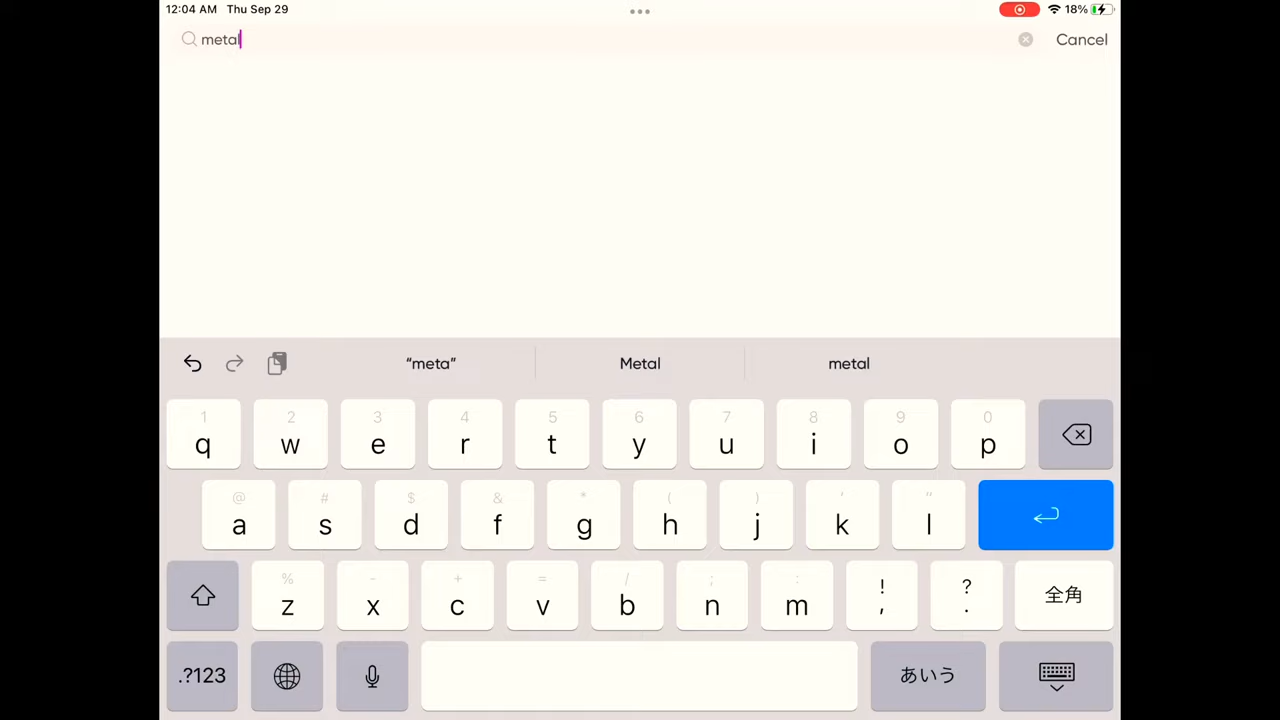 12:04 AM Thu Sep 29 18%
metal Cancel
“meta” Metal metal
1 2 3 4 5 6 7 8 9 0
q w e r t y u i o p
@ # $ & * ( ) ' "
a s d f g h j k l
% - + = / ; : ! ?
z x c v b n m , . 全角
.?123 あいう